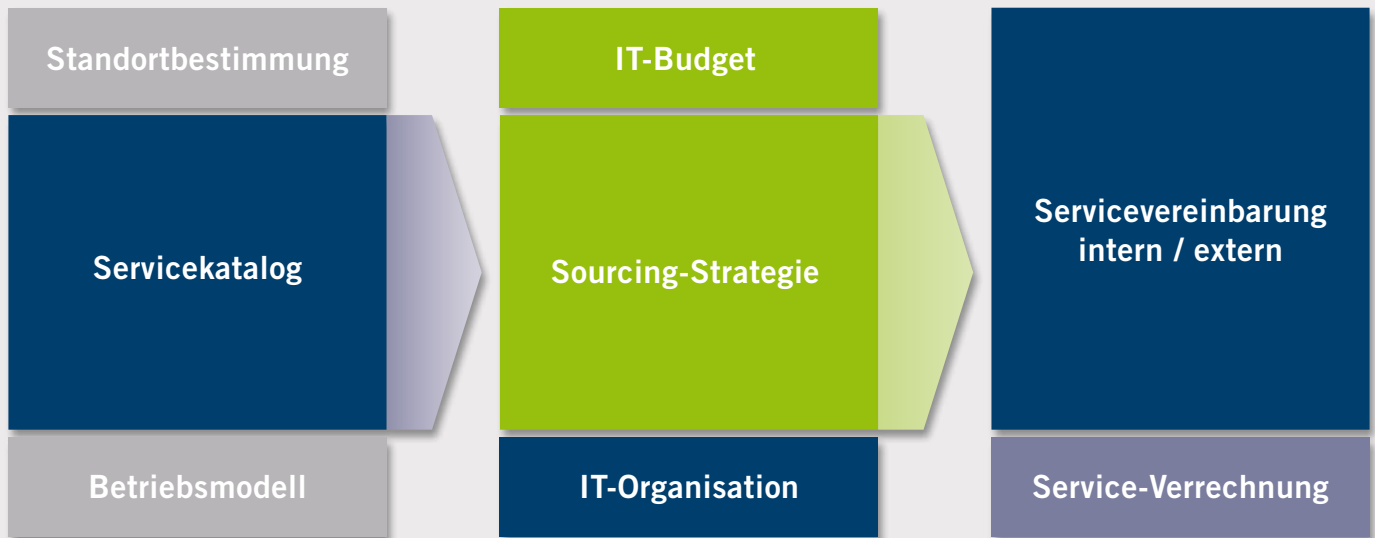 Standortbestimmung
Servicekatalog
Betriebsmodell
IT-Budget
Sourcing-Strategie
IT-Organisation
Servicevereinbarung
intern / extern
Service-Verrechnung